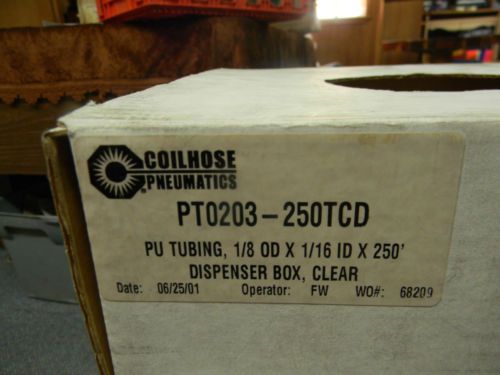 COILHOSE
PNEUMATICS
PT0203-250TCD
PU TUBING, 1/8 OD X 1/16 ID X 250'
DISPENSER BOX, CLEAR
Date: 06/25/01 Operator: FW WO#: 68209